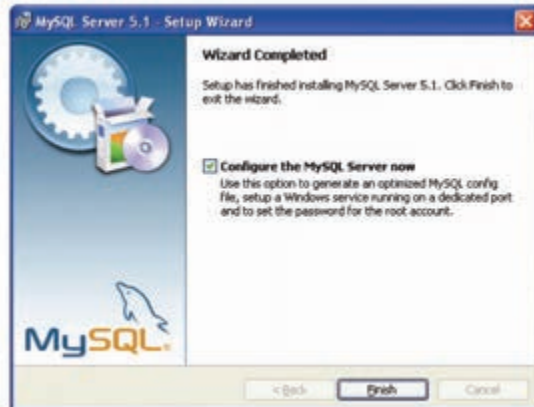 MySQL Server 5.1 - Setup Wizard
Wizard Completed
Setup has finished installing MySQL Server 5.1. Click Finish to
exit the wizard.
Configure the MySQL Server now
Use this option to generate an optimized MySQL config
file, setup a Windows service running on a dedicated port
and to set the password for the root account.
MySQL
< Back
Finish
Cancel